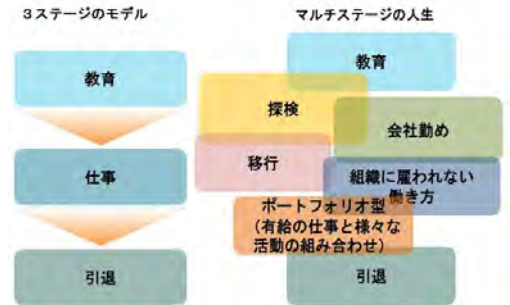 3ステージのモデル
教育
仕事
引退
マルチステージの人生
教育
探検
会社勤め
移行
組織に雇われない
働き方
ポートフォリオ型
(有給の仕事と様々な
活動の組み合わせ)
引退